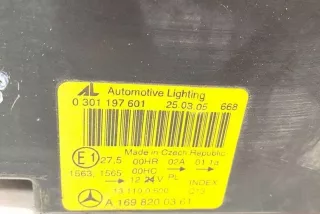 AL Automotive Lighting
0 301 197 601 25.03.05 668
Made in Czech Republic
E1 27.5 00HR 02A 01 1a
1563, 1565 00HC PL INDEX
→ 12 V
A 169 820 03 61